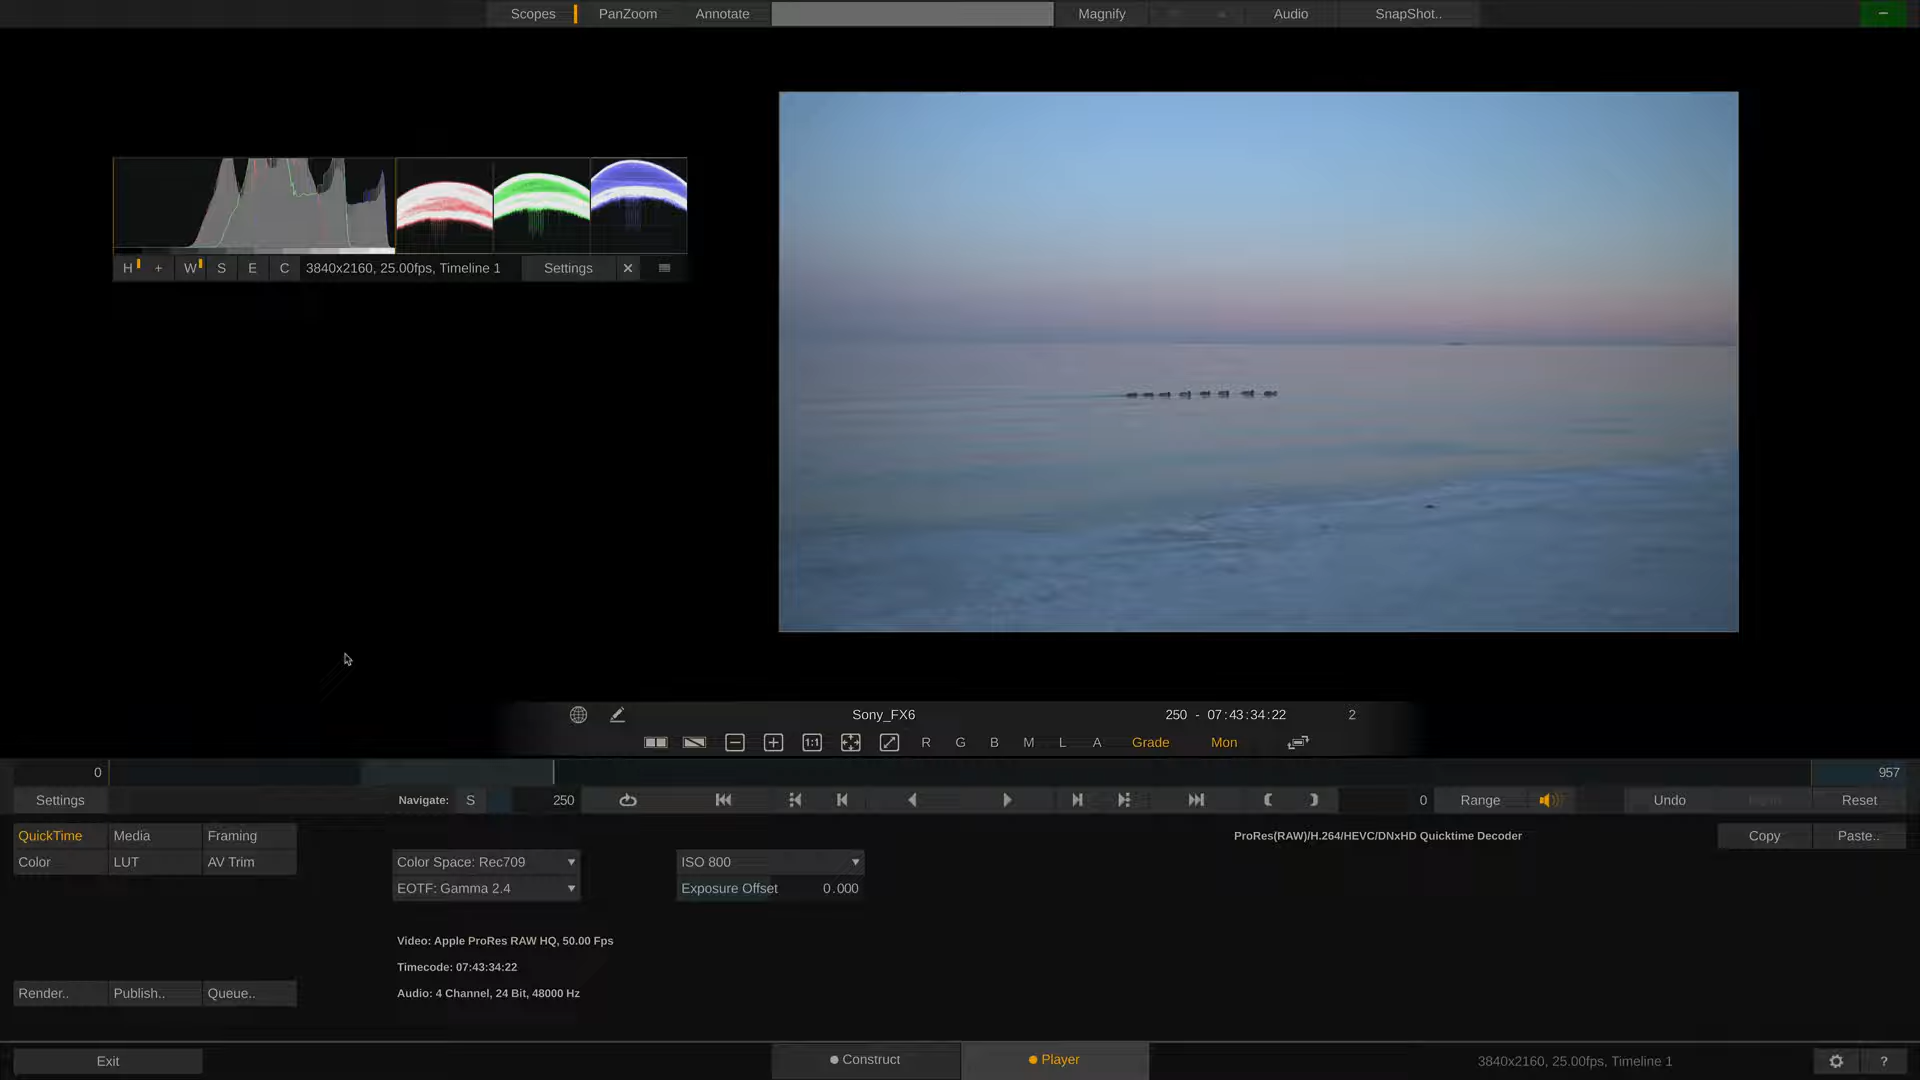 Scopes PanZoom Annotate Magnify Audio SnapShot..
H + W S E C 3840x2160, 25.00fps, Timeline 1 Settings ×
Sony_FX6 250 - 07:43:34:22 2
1:1 R G B M L A Grade Mon
0 957
Settings Navigate: S 250 0 Range Undo Reset
QuickTime Media Framing ProRes(RAW)/H.264/HEVC/DNxHD Quicktime Decoder Copy Paste..
Color LUT AV Trim Color Space: Rec709 ISO 800
EOTF: Gamma 2.4 Exposure Offset 0.000
Video: Apple ProRes RAW HQ, 50.00 Fps
Timecode: 07:43:34:22
Render.. Publish.. Queue.. Audio: 4 Channel, 24 Bit, 48000 Hz
Exit Construct Player 3840x2160, 25.00fps, Timeline 1 ?